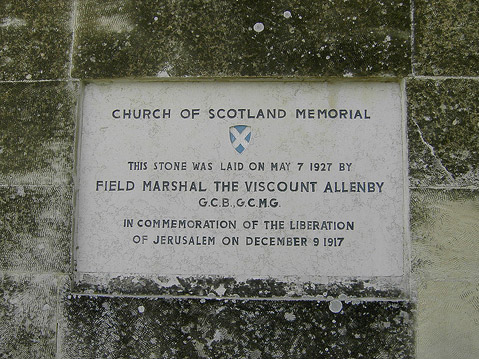 CHURCH OF SCOTLAND MEMORIAL
THIS STONE WAS LAID ON MAY 7 1927 BY
FIELD MARSHAL THE VISCOUNT ALLENBY
G.C.B., G.C.M.G.
IN COMMEMORATION OF THE LIBERATION
OF JERUSALEM ON DECEMBER 9 1917